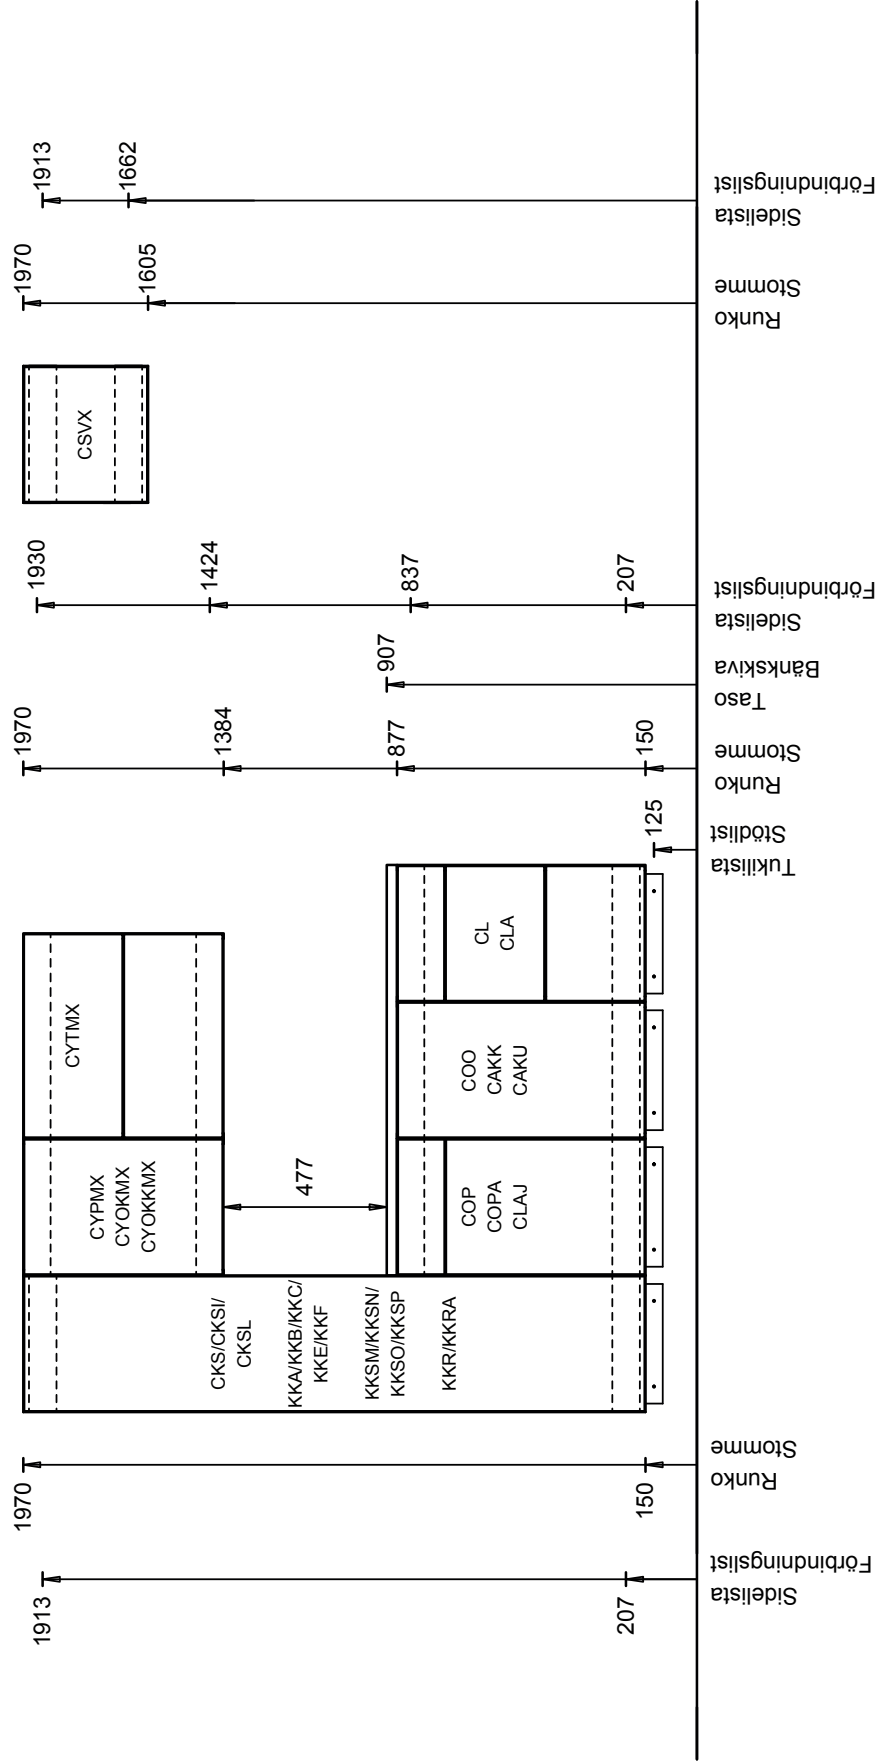 1913
1662
Sidelista
Förbindningslist
1970
1605
Runko
Stomme
CSVX
1930
1424
837
207
Sidelista
Förbindningslist
907
Taso
Bänkskiva
1970
1384
877
150
Runko
Stomme
125
Tukilista
Stödlist
CYTMX
CL
CLA
COO
CAKK
CAKU
CYPMX
CYOKMX
CYOKKMX
477
COP
COPA
CLAJ
CKS/CKSI/
CKSL
KKA/KKB/KKC/
KKE/KKF
KKSM/KKSN/
KKSO/KKSP
KKR/KKRA
1970
150
Runko
Stomme
1913
207
Sidelista
Förbindningslist